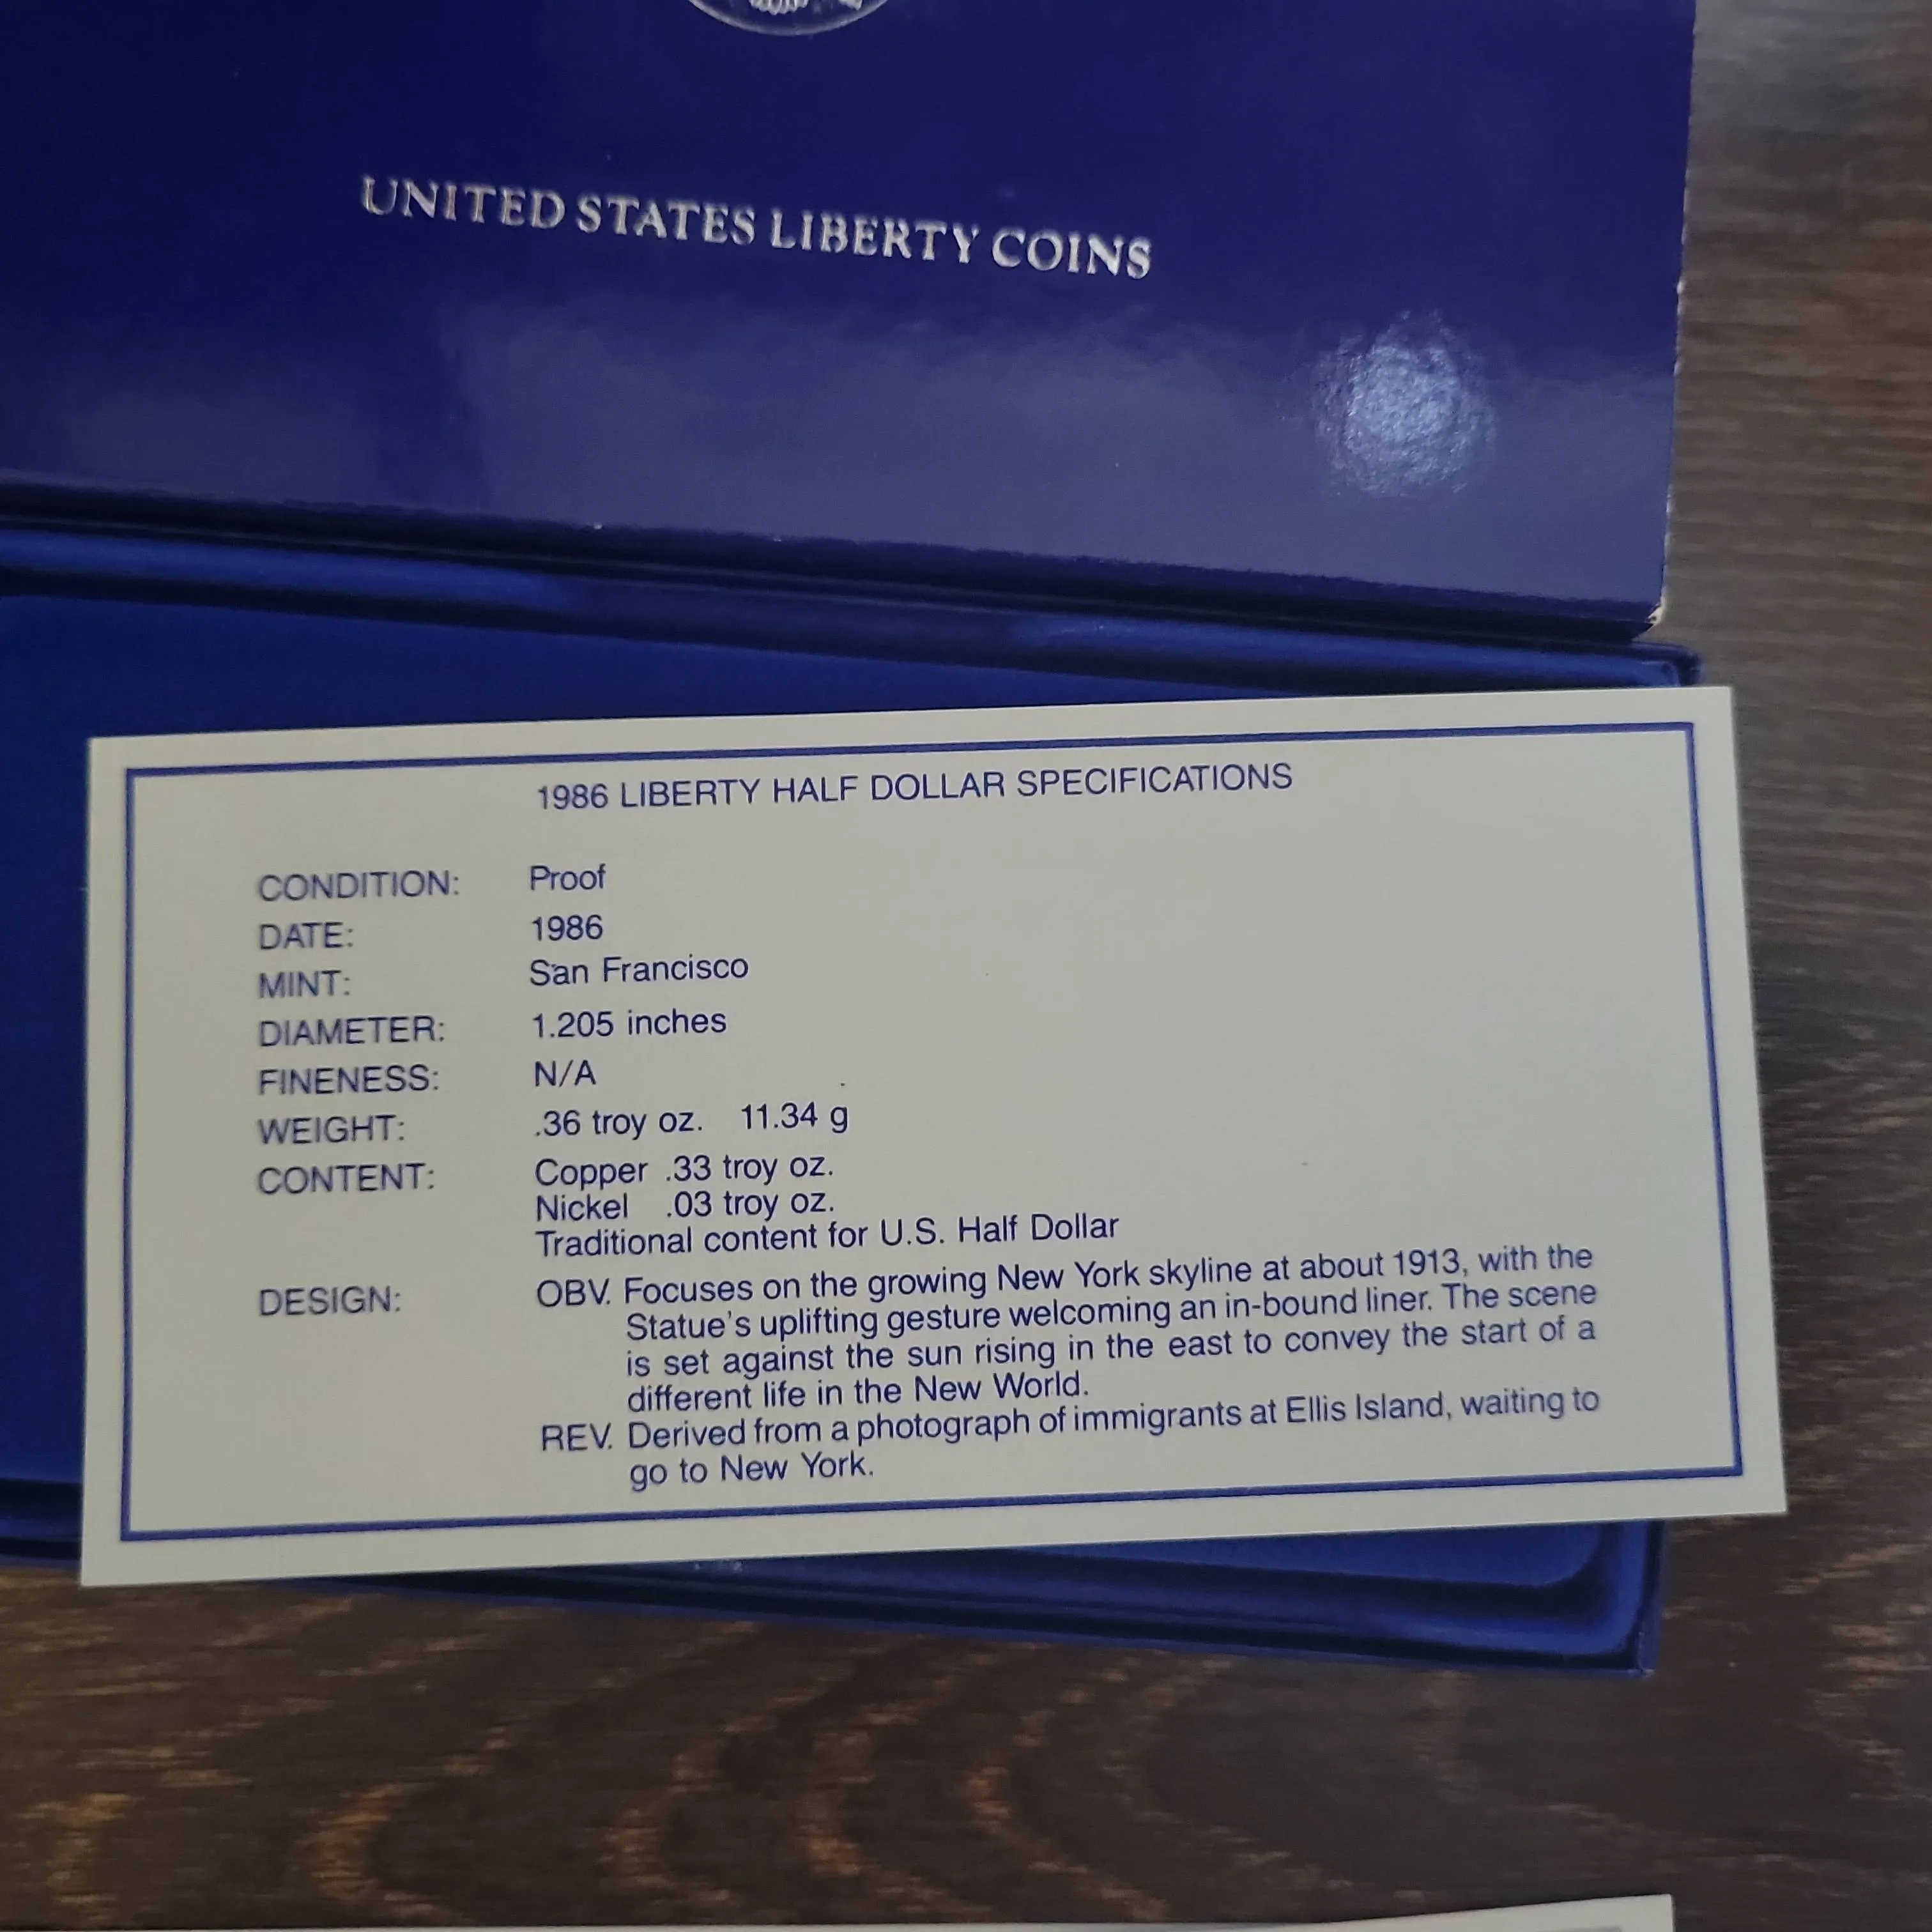 UNITED STATES LIBERTY COINS
1986 LIBERTY HALF DOLLAR SPECIFICATIONS
CONDITION: Proof
DATE: 1986
MINT: San Francisco
DIAMETER: 1.205 inches
FINENESS: N/A
WEIGHT: .36 troy oz. 11.34 g
CONTENT: Copper .33 troy oz.
Nickel .03 troy oz.
Traditional content for U.S. Half Dollar
DESIGN: OBV. Focuses on the growing New York skyline at about 1913, with the
Statue's uplifting gesture welcoming an in-bound liner. The scene
is set against the sun rising in the east to convey the start of a
different life in the New World.
REV. Derived from a photograph of immigrants at Ellis Island, waiting to
go to New York.